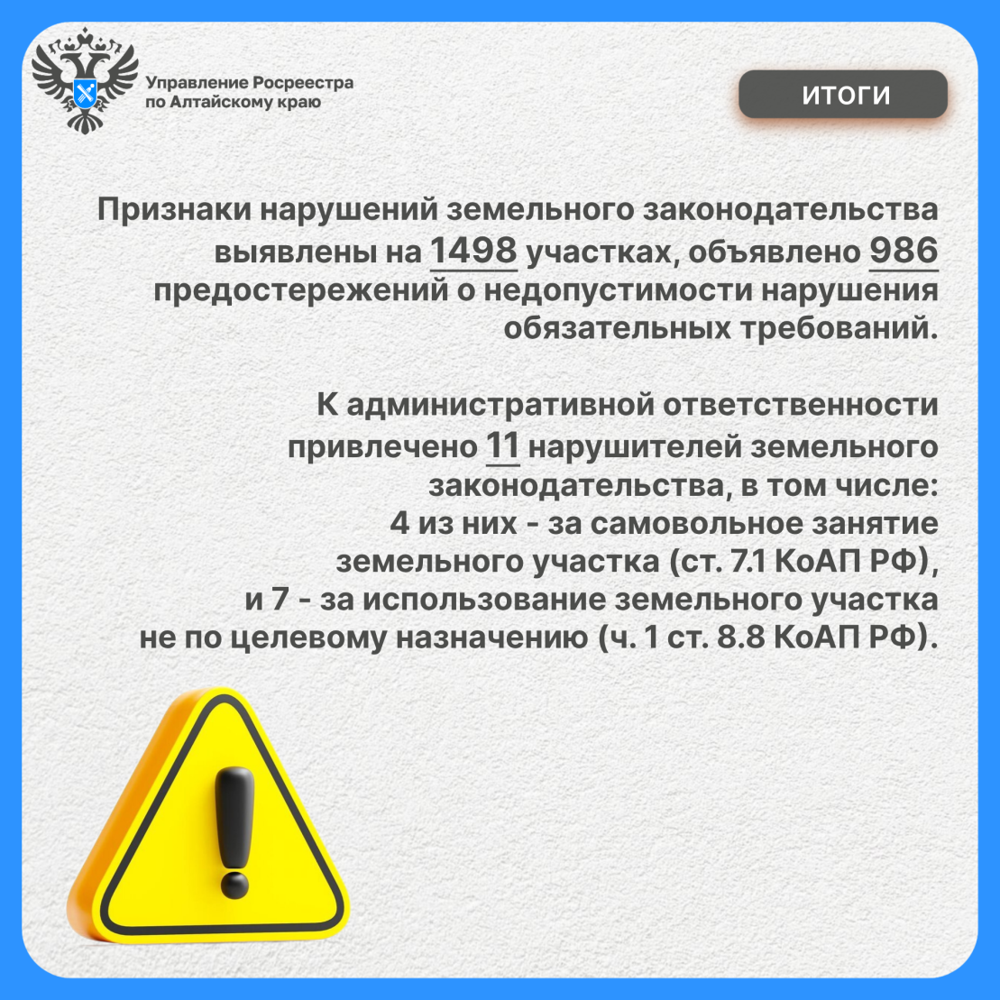 Управление Росреестра
по Алтайскому краю
ИТОГИ
Признаки нарушений земельного законодательства
выявлены на 1498 участках, объявлено 986
предостережений о недопустимости нарушения
обязательных требований.
К административной ответственности
привлечено 11 нарушителей земельного
законодательства, в том числе:
4 из них - за самовольное занятие
земельного участка (ст. 7.1 КоАП РФ),
и 7 - за использование земельного участка
не по целевому назначению (ч. 1 ст. 8.8 КоАП РФ).